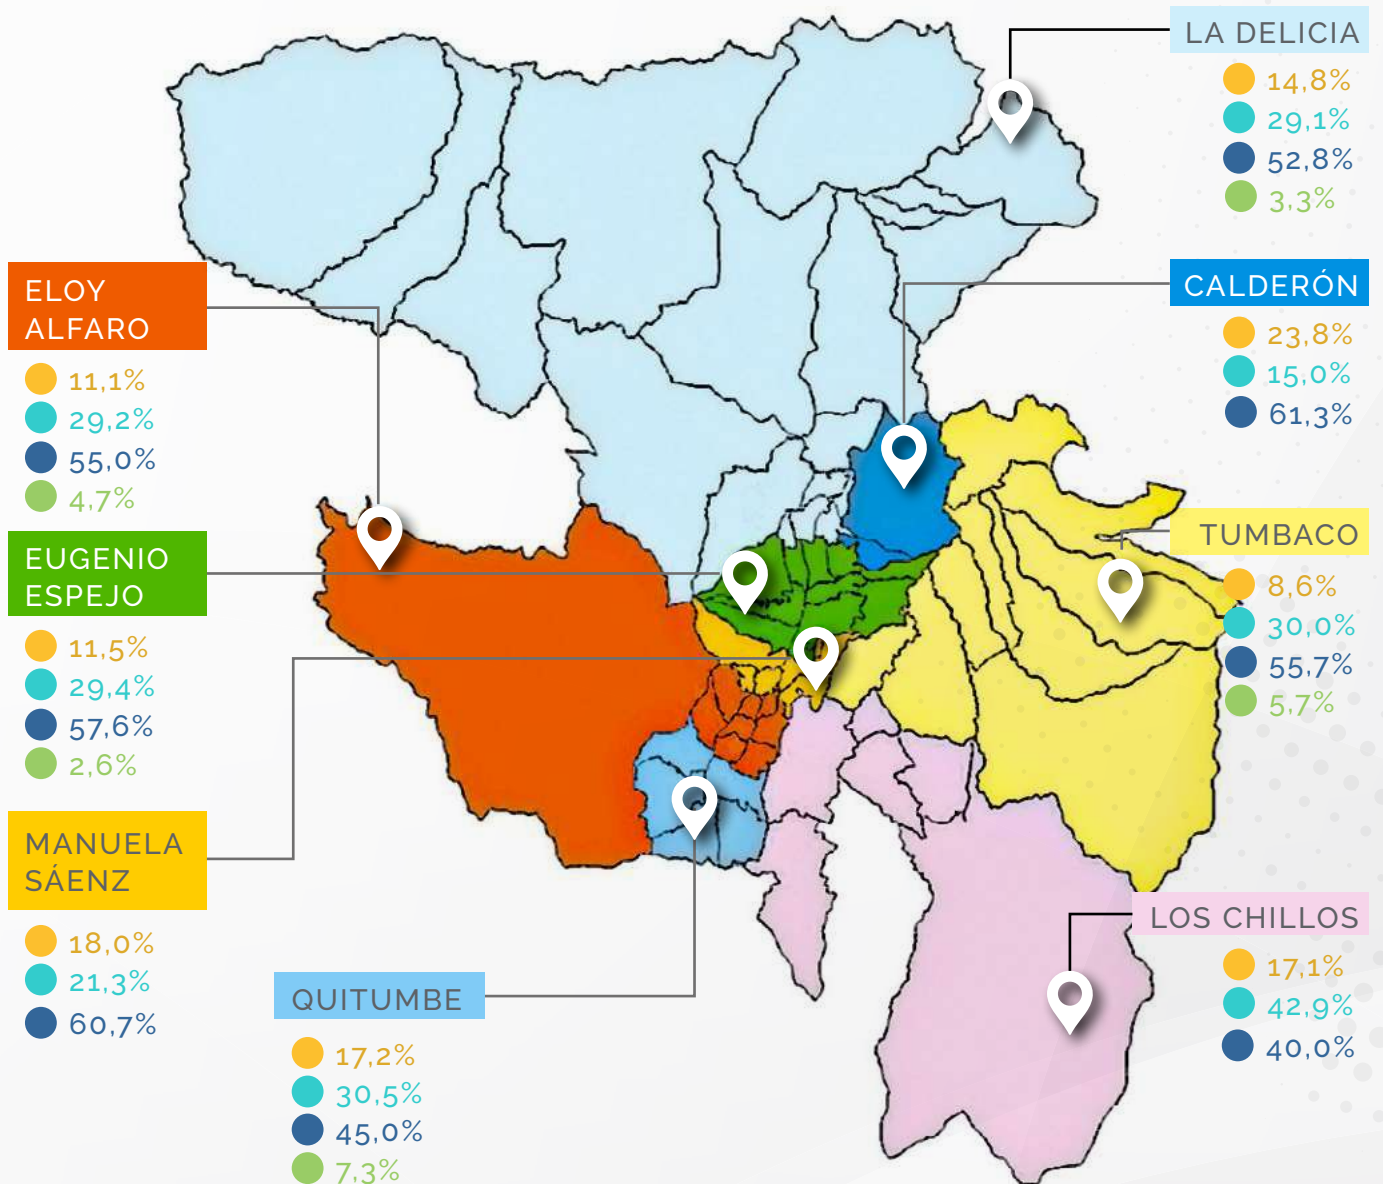 LA DELICIA
14,8%
29,1%
52,8%
3,3%
ELOY
ALFARO
11,1%
29,2%
55,0%
4,7%
CALDERÓN
23,8%
15,0%
61,3%
EUGENIO
ESPEJO
11,5%
29,4%
57,6%
2,6%
TUMBACO
8,6%
30,0%
55,7%
5,7%
MANUELA
SÁENZ
18,0%
21,3%
60,7%
QUITUMBE
17,2%
30,5%
45,0%
7,3%
LOS CHILLOS
17,1%
42,9%
40,0%